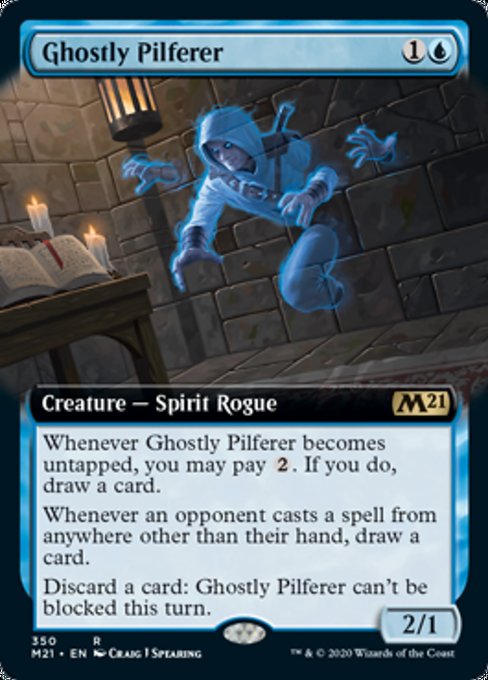 Ghostly Pilferer 1
Creature — Spirit Rogue M21
Whenever Ghostly Pilferer becomes
untapped, you may pay 2. If you do,
draw a card.
Whenever an opponent casts a spell from
anywhere other than their hand, draw a
card.
Discard a card: Ghostly Pilferer can't be
blocked this turn.
2/1
350 R
M21 • EN Craig J Spearing ™ & © 2020 Wizards of the Coast